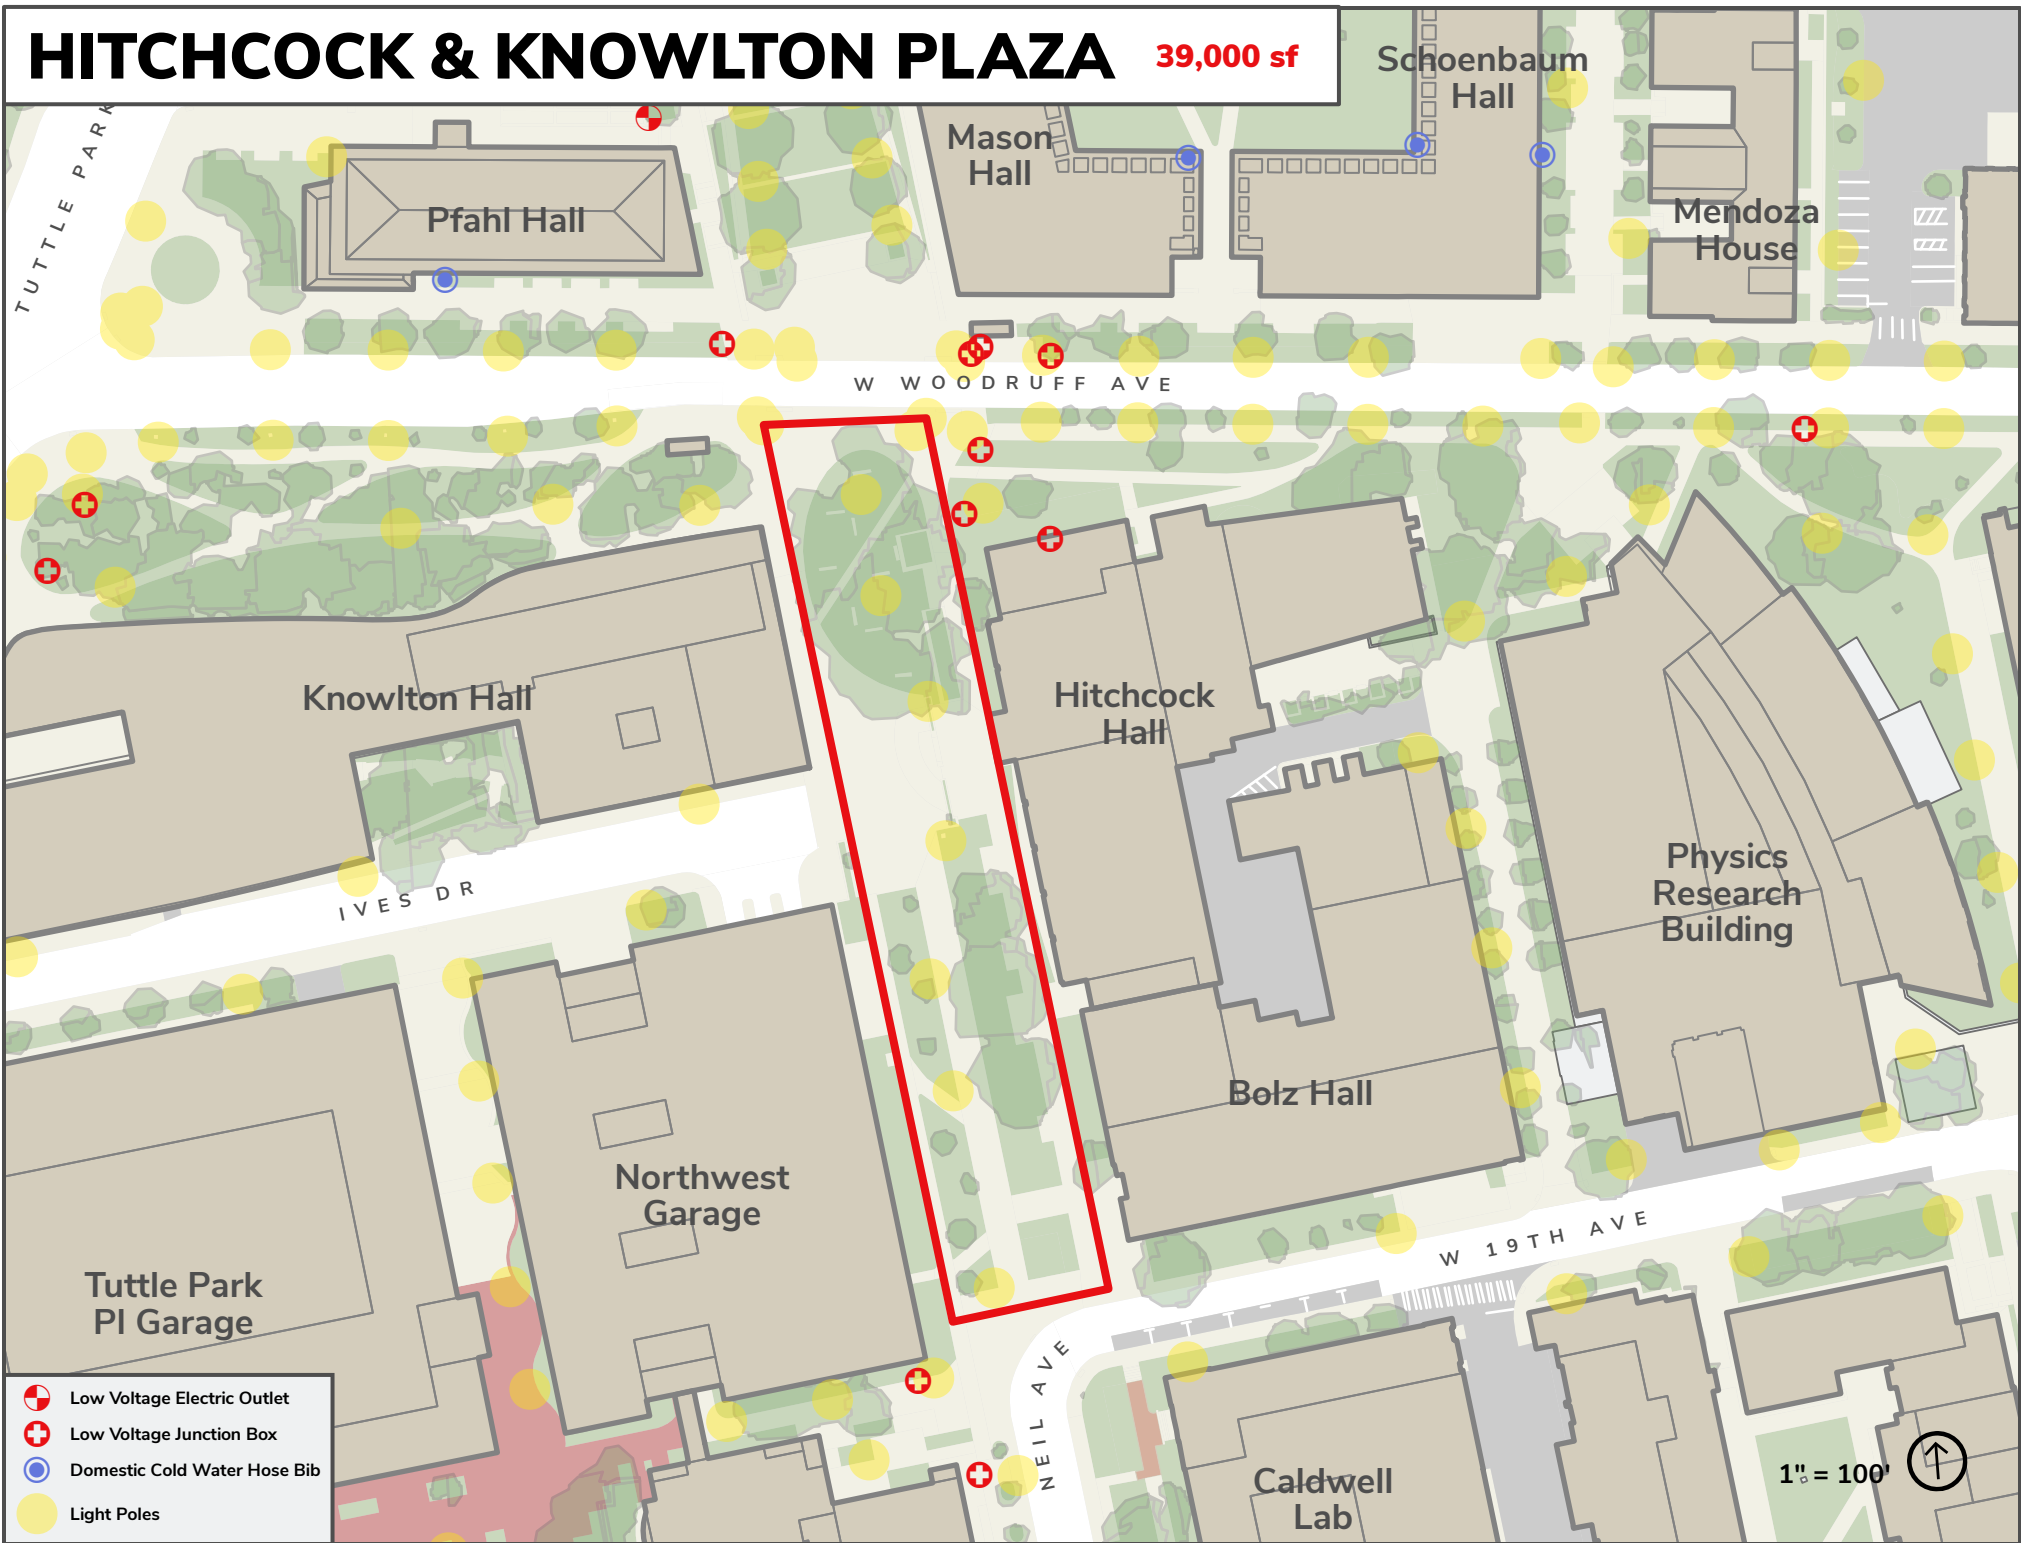 HITCHCOCK & KNOWLTON PLAZA 39,000 sf
Schoenbaum
Hall
Mason
Hall
Pfahl Hall
Mendoza
House
TUTTLE PARK
W WOODRUFF AVE
Knowlton Hall
Hitchcock
Hall
IVES DR
Physics
Research
Building
Bolz Hall
Northwest
Garage
W 19TH AVE
Tuttle Park
PI Garage
NEIL AVE
Caldwell
Lab
Low Voltage Electric Outlet
Low Voltage Junction Box
Domestic Cold Water Hose Bib
Light Poles
1" = 100'